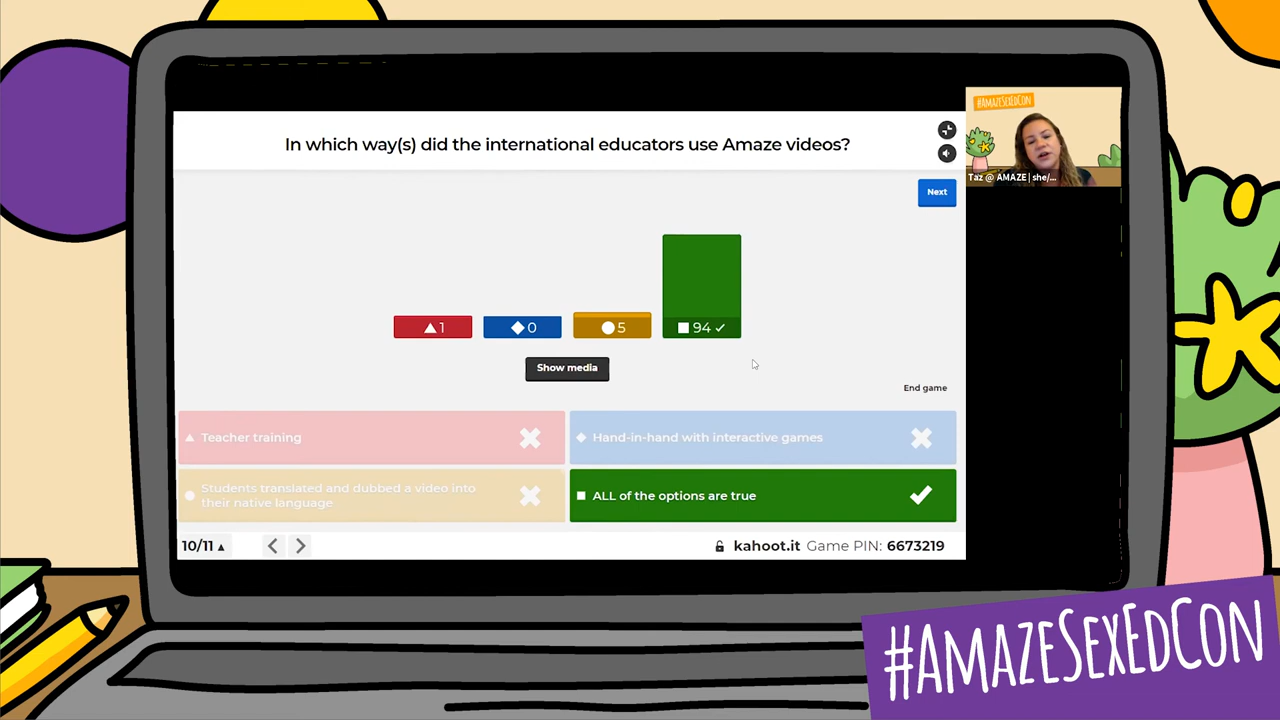 In which way(s) did the international educators use Amaze videos?
#AMAZESEXEDCON
Taz @ AMAZE | she/...
Next
1
0
5
94
Show media
End game
Teacher training
Hand-in-hand with interactive games
Students translated and dubbed a video into
their native language
ALL of the options are true
10/11
kahoot.it Game PIN: 6673219
#AMAZESEXEDCON